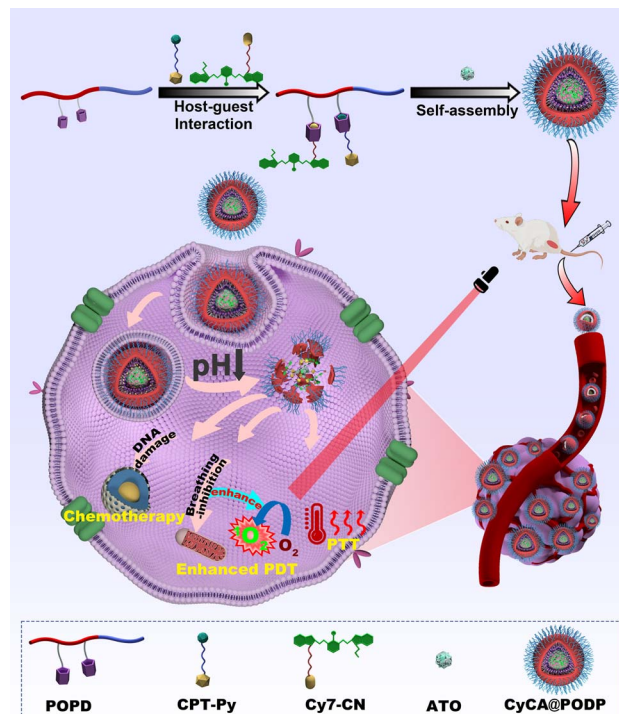 Host-guest
Interaction
Self-assembly
pH
DNA
damage
Chemotherapy
Breathing
inhibition
enhance
O
O2
Enhanced PDT
PTT
POPD
CPT-Py
Cy7-CN
ATO
CyCA@PODP